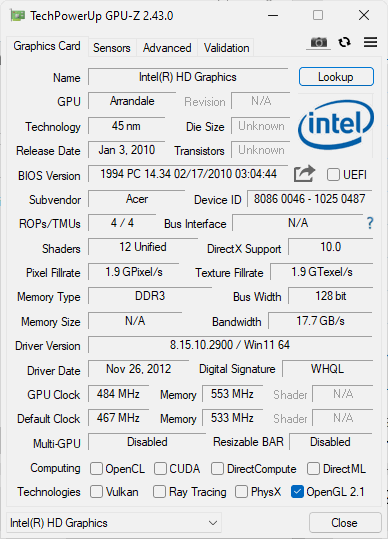 TechPowerUp GPU-Z 2.43.0
Graphics Card Sensors Advanced Validation
Name Intel(R) HD Graphics Lookup
GPU Arrandale Revision N/A
Technology 45 nm Die Size Unknown
intel
Release Date Jan 3, 2010 Transistors Unknown
BIOS Version 1994 PC 14.34 02/17/2010 03:04:44 UEFI
Subvendor Acer Device ID 8086 0046 - 1025 0487
ROPs/TMUs 4 / 4 Bus Interface N/A ?
Shaders 12 Unified DirectX Support 10.0
Pixel Fillrate 1.9 GPixel/s Texture Fillrate 1.9 GTexel/s
Memory Type DDR3 Bus Width 128 bit
Memory Size N/A Bandwidth 17.7 GB/s
Driver Version 8.15.10.2900 / Win11 64
Driver Date Nov 26, 2012 Digital Signature WHQL
GPU Clock 484 MHz Memory 553 MHz Shader N/A
Default Clock 467 MHz Memory 533 MHz Shader N/A
Multi-GPU Disabled Resizable BAR Disabled
Computing OpenCL CUDA DirectCompute DirectML
Technologies Vulkan Ray Tracing PhysX OpenGL 2.1
Intel(R) HD Graphics Close